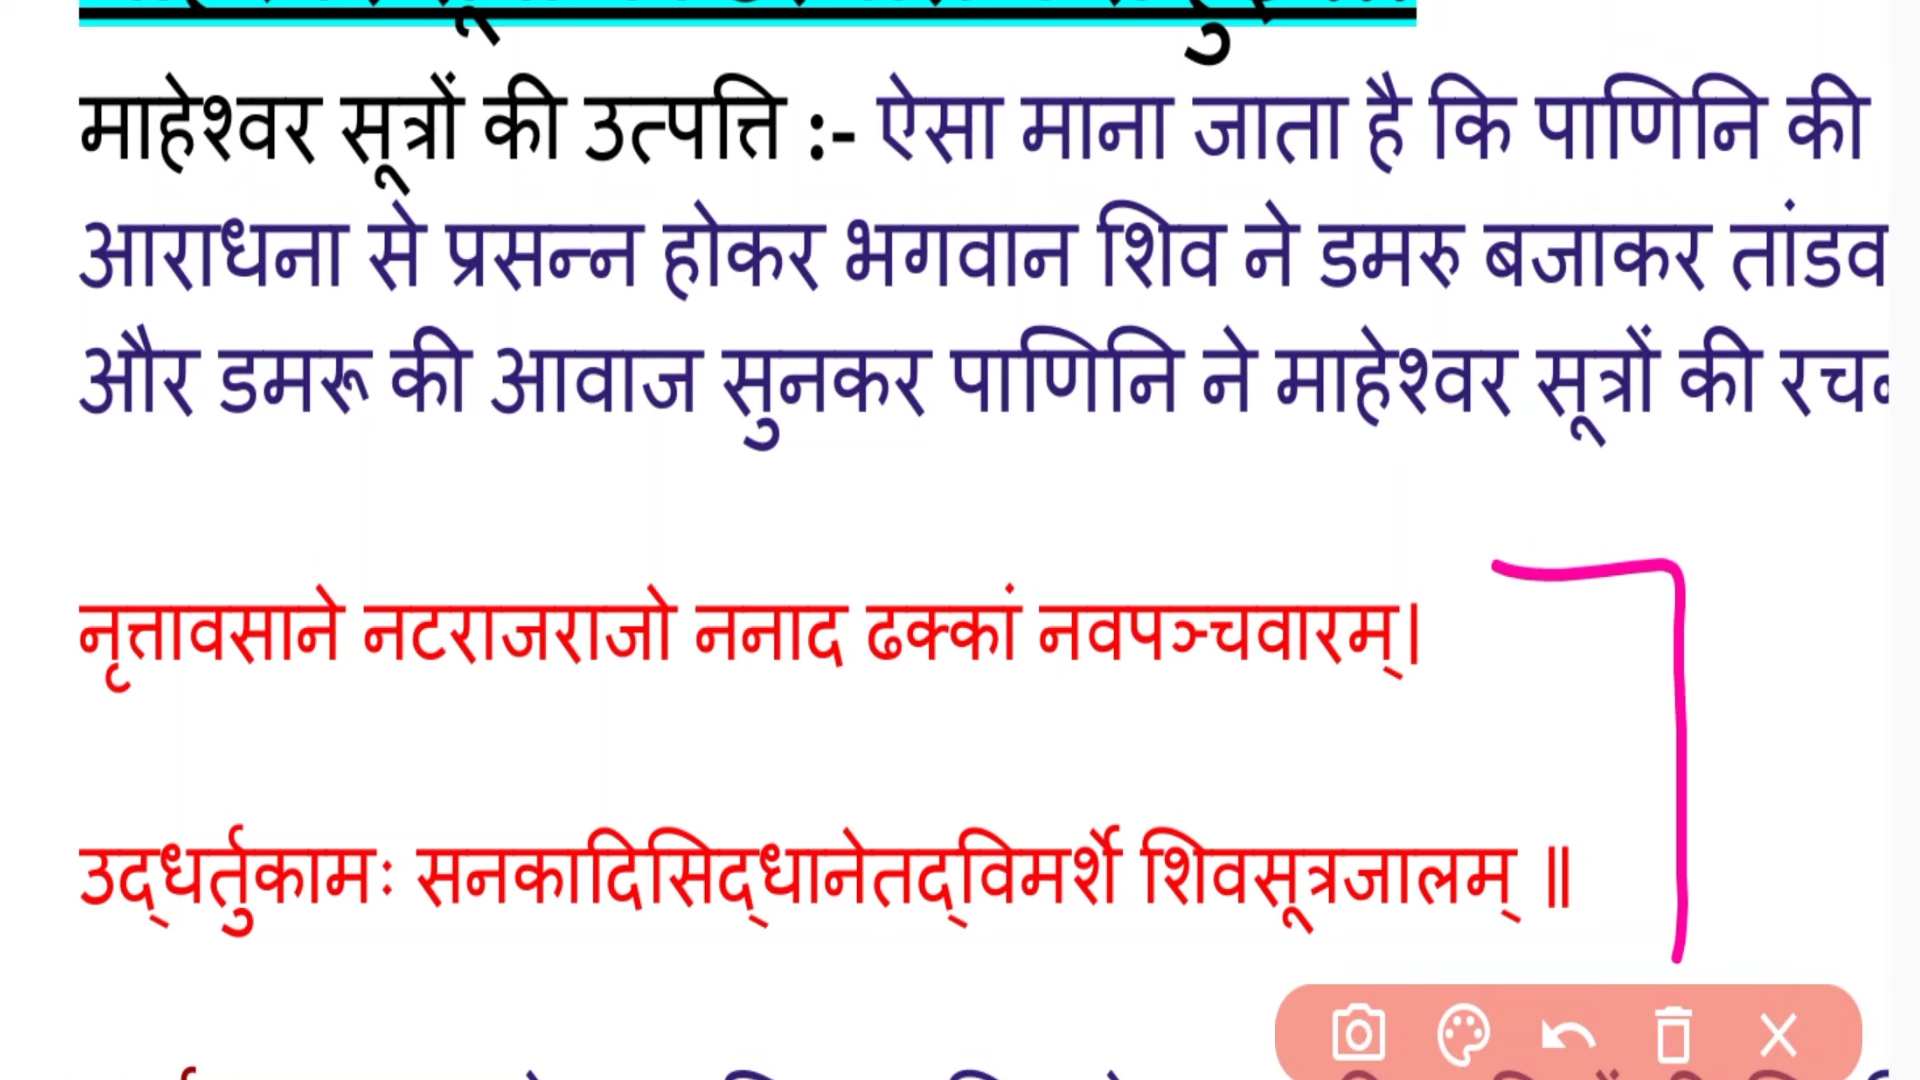 माहेश्वर सूत्रों की उत्पत्ति :- ऐसा माना जाता है कि पाणिनि की
आराधना से प्रसन्न होकर भगवान शिव ने डमरु बजाकर तांडव
और डमरू की आवाज सुनकर पाणिनि ने माहेश्वर सूत्रों की
नृत्तावसाने नटराजराजो ननाद ढक्कां नवपञ्चवारम्।
उद्धर्तुकामः सनकादिसिद्धानेतद्विमर्शे शिवसूत्रजालम् ॥